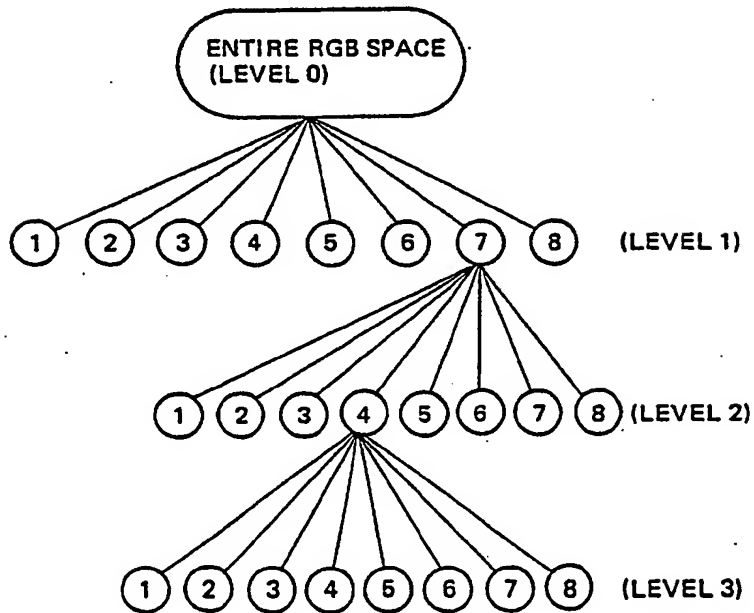 ENTIRE RGB SPACE
(LEVEL 0)
1 2 3 4 5 6 7 8 (LEVEL 1)
1 2 3 4 5 6 7 8 (LEVEL 2)
1 2 3 4 5 6 7 8 (LEVEL 3)